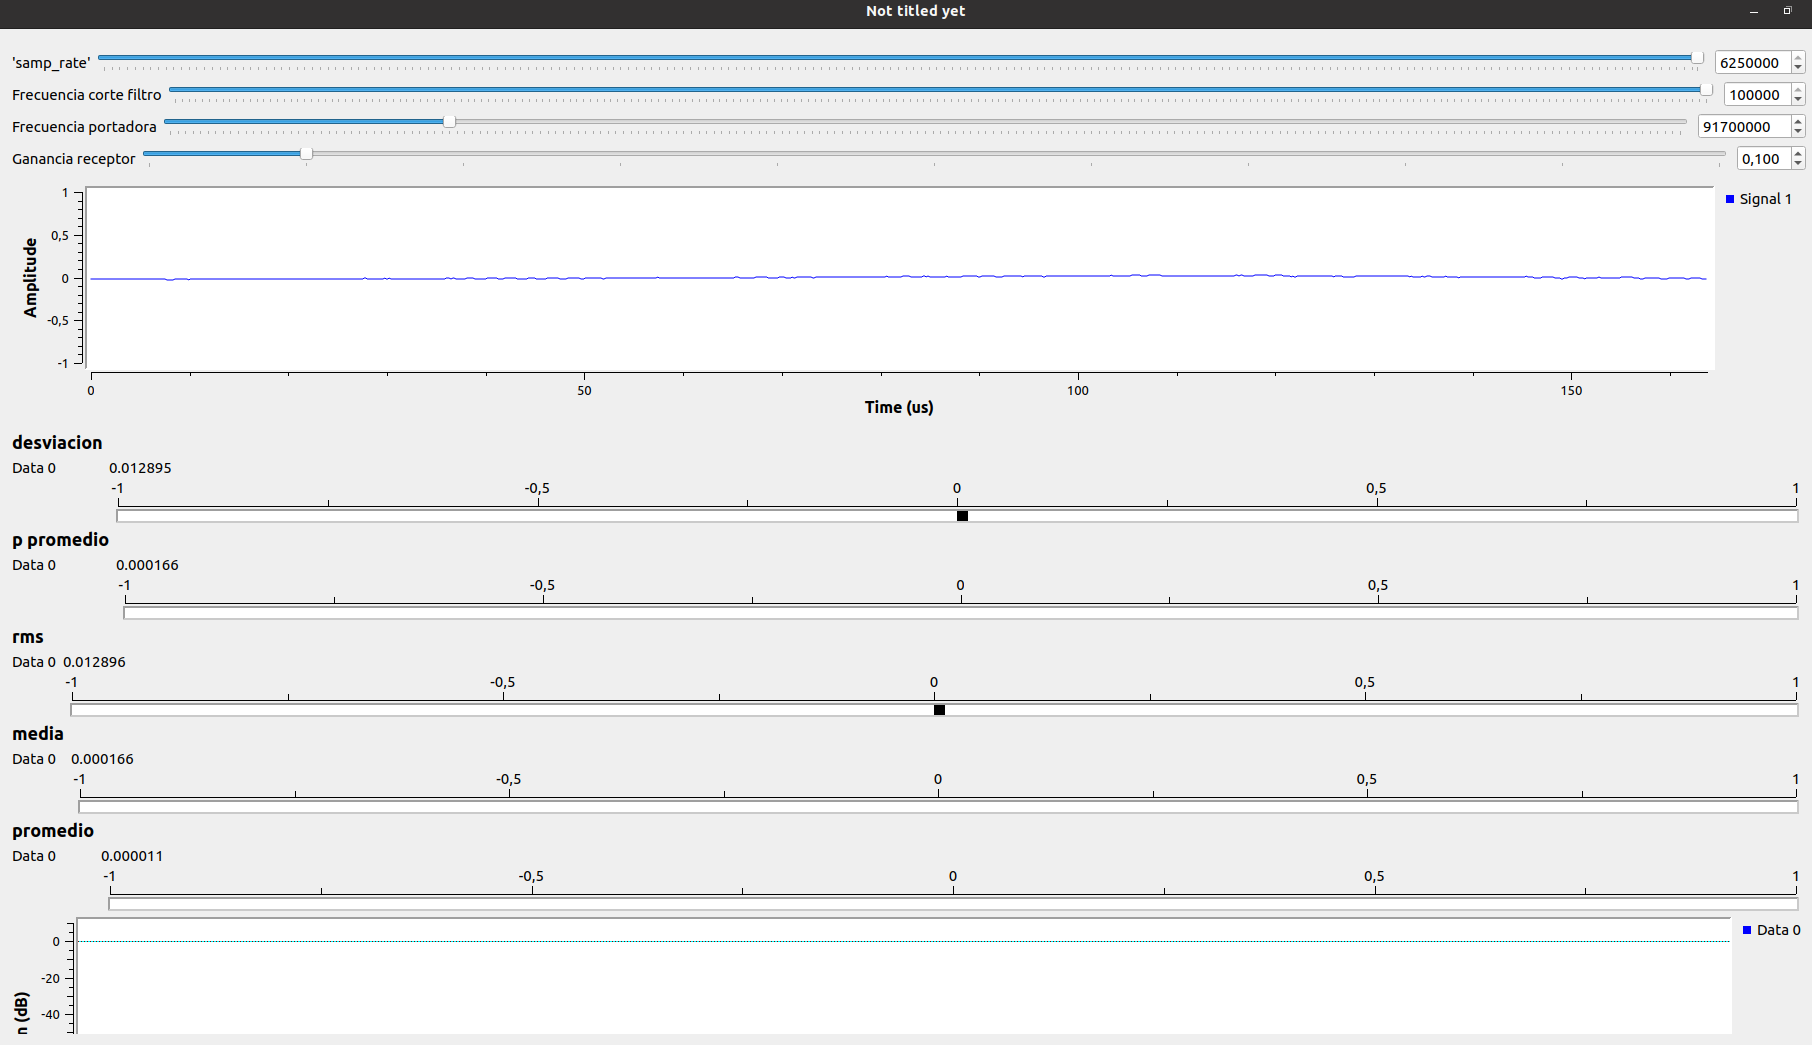 Not titled yet
'samp_rate' 6250000
Frecuencia corte filtro 100000
Frecuencia portadora 91700000
Ganancia receptor 0,100
1
0,5
0
-0,5
-1
Amplitude
Signal 1
0 50 100 150
Time (us)
desviacion
Data 0 0.012895
-1 -0,5 0 0,5 1
p promedio
Data 0 0.000166
-1 -0,5 0 0,5 1
rms
Data 0 0.012896
-1 -0,5 0 0,5 1
media
Data 0 0.000166
-1 -0,5 0 0,5 1
promedio
Data 0 0.000011
-1 -0,5 0 0,5 1
0
-20
-40
n (dB)
Data 0